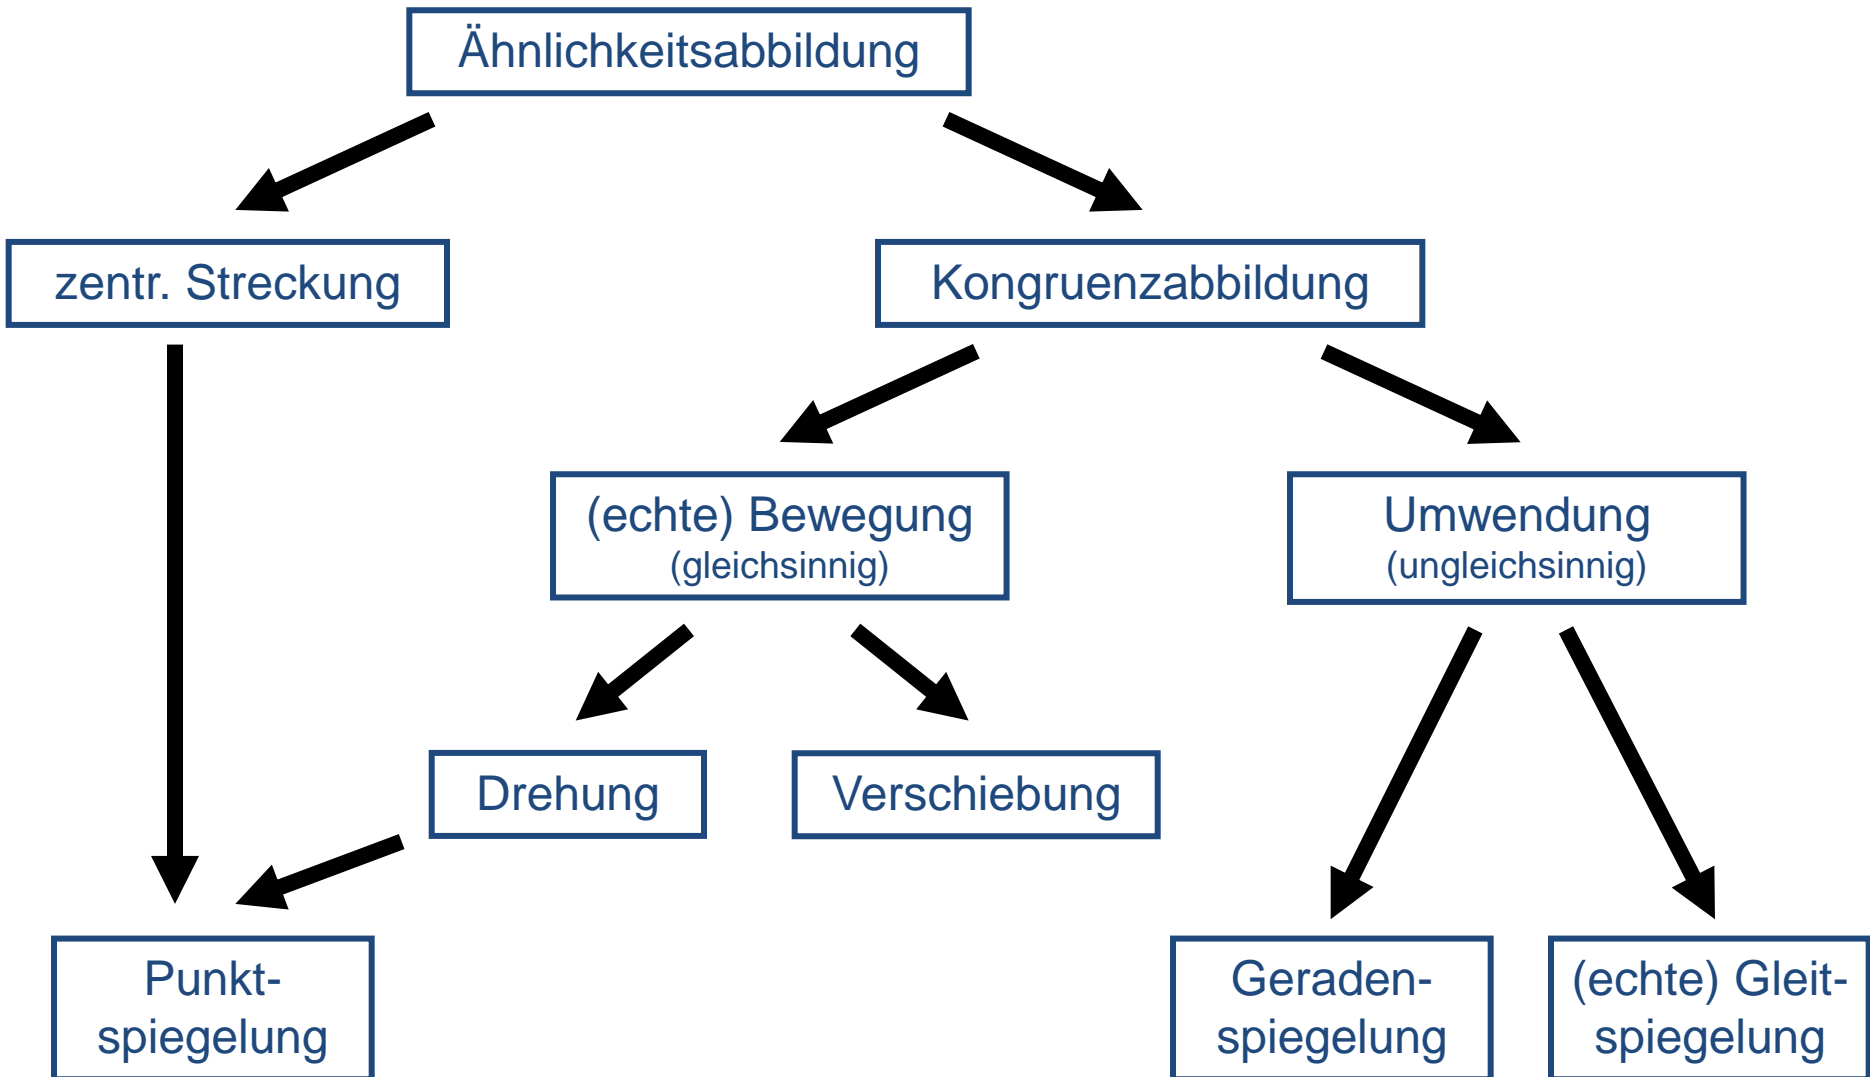 Ähnlichkeitsabbildung
zentr. Streckung
Kongruenzabbildung
(echte) Bewegung
(gleichsinnig)
Umwendung
(ungleichsinnig)
Drehung
Verschiebung
Punkt-
spiegelung
Geraden-
spiegelung
(echte) Gleit-
spiegelung